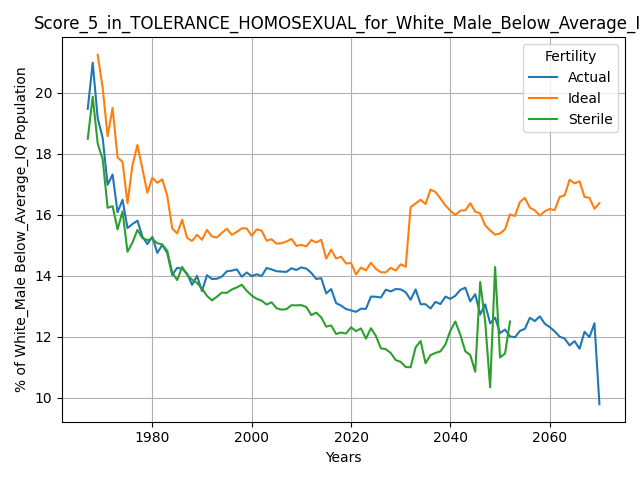 Score_5_in_TOLERANCE_HOMOSEXUAL_for_White_Male_Below_Average_I
Fertility
Actual
Ideal
Sterile
% of White_Male Below_Average_IQ Population
20
18
16
14
12
10
1980 2000 2020 2040 2060
Years